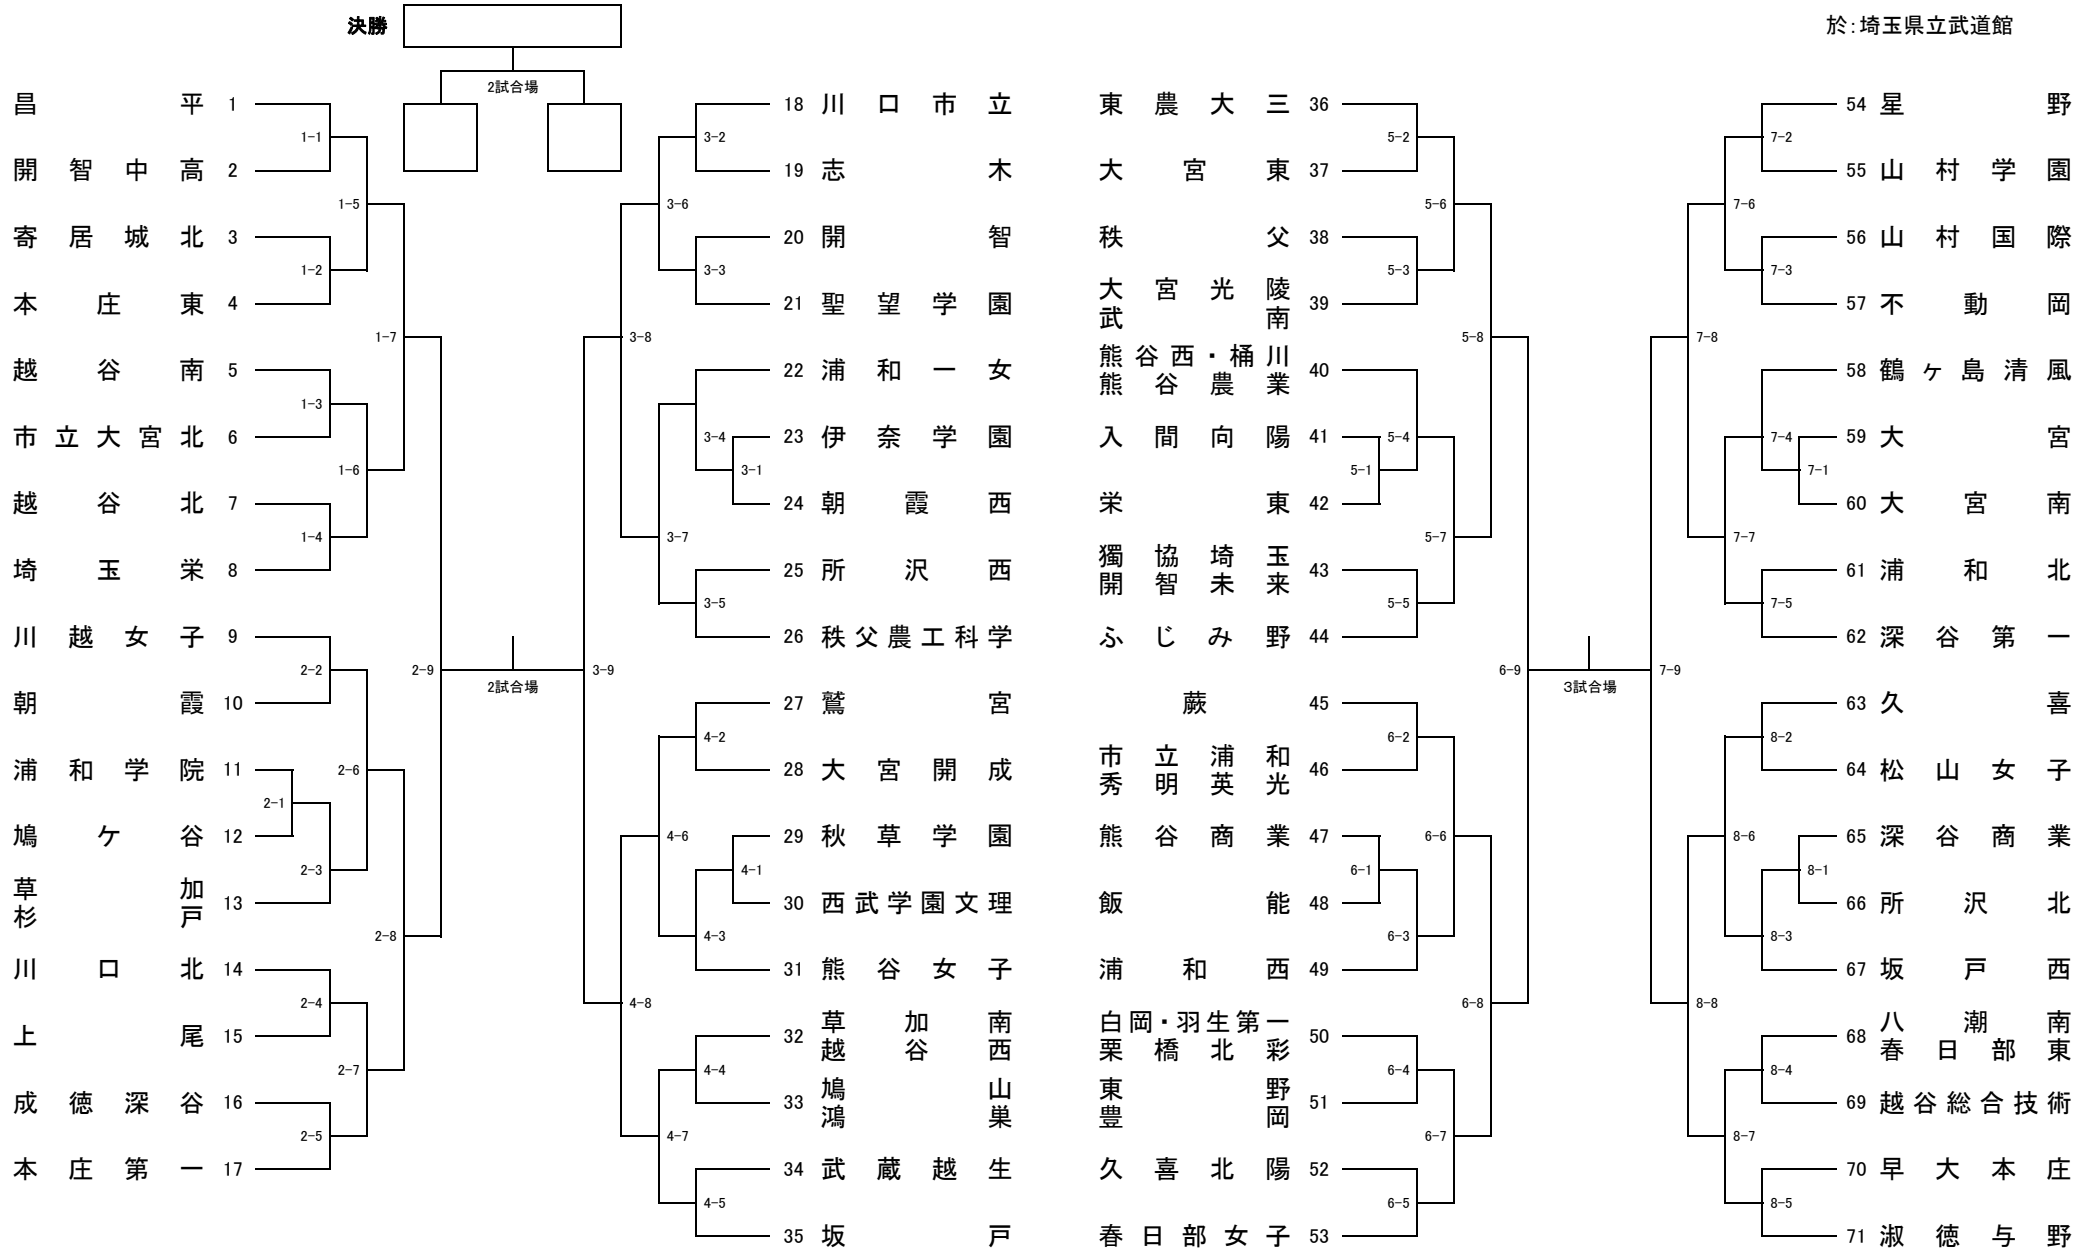 決勝
於:埼玉県立武道館
2試合場
昌平 1
開智中高 2
寄居城北 3
本庄東 4
越谷南 5
市立大宮北 6
越谷北 7
埼玉栄 8
川越女子 9
朝霞 10
浦和学院 11
鳩ケ谷 12
草加
杉戸 13
川口北 14
上尾 15
成徳深谷 16
本庄第一 17
1-1
1-2
1-3
1-4
1-5
1-6
1-7
2-1
2-2
2-3
2-4
2-5
2-6
2-7
2-8
2-9
2試合場
3-9
18 川口市立
19 志木
20 開智
21 聖望学園
22 浦和一女
23 伊奈学園
24 朝霞西
25 所沢西
26 秩父農工科学
27 鷲宮
28 大宮開成
29 秋草学園
30 西武学園文理
31 熊谷女子
32 草加南
越谷西
33 鳩山
鴻巣
34 武蔵越生
35 坂戸
3-1
3-2
3-3
3-4
3-5
3-6
3-7
3-8
4-1
4-2
4-3
4-4
4-5
4-6
4-7
4-8
東農大三 36
大宮東 37
秩父 38
大宮光陵
武南 39
熊谷西・桶川
熊谷農業 40
入間向陽 41
栄東 42
獨協埼玉
開智未来 43
ふじみ野 44
蕨 45
市立浦和
秀明英光 46
熊谷商業 47
飯能 48
浦和西 49
白岡・羽生第一
栗橋北彩 50
東野
豊岡 51
久喜北陽 52
春日部女子 53
5-1
5-2
5-3
5-4
5-5
5-6
5-7
5-8
6-1
6-2
6-3
6-4
6-5
6-6
6-7
6-8
6-9
3試合場
7-9
54 星野
55 山村学園
56 山村国際
57 不動岡
58 鶴ヶ島清風
59 大宮
60 大宮南
61 浦和北
62 深谷第一
63 久喜
64 松山女子
65 深谷商業
66 所沢北
67 坂戸西
68 八潮南
春日部東
69 越谷総合技術
70 早大本庄
71 淑徳与野
7-1
7-2
7-3
7-4
7-5
7-6
7-7
7-8
8-1
8-2
8-3
8-4
8-5
8-6
8-7
8-8